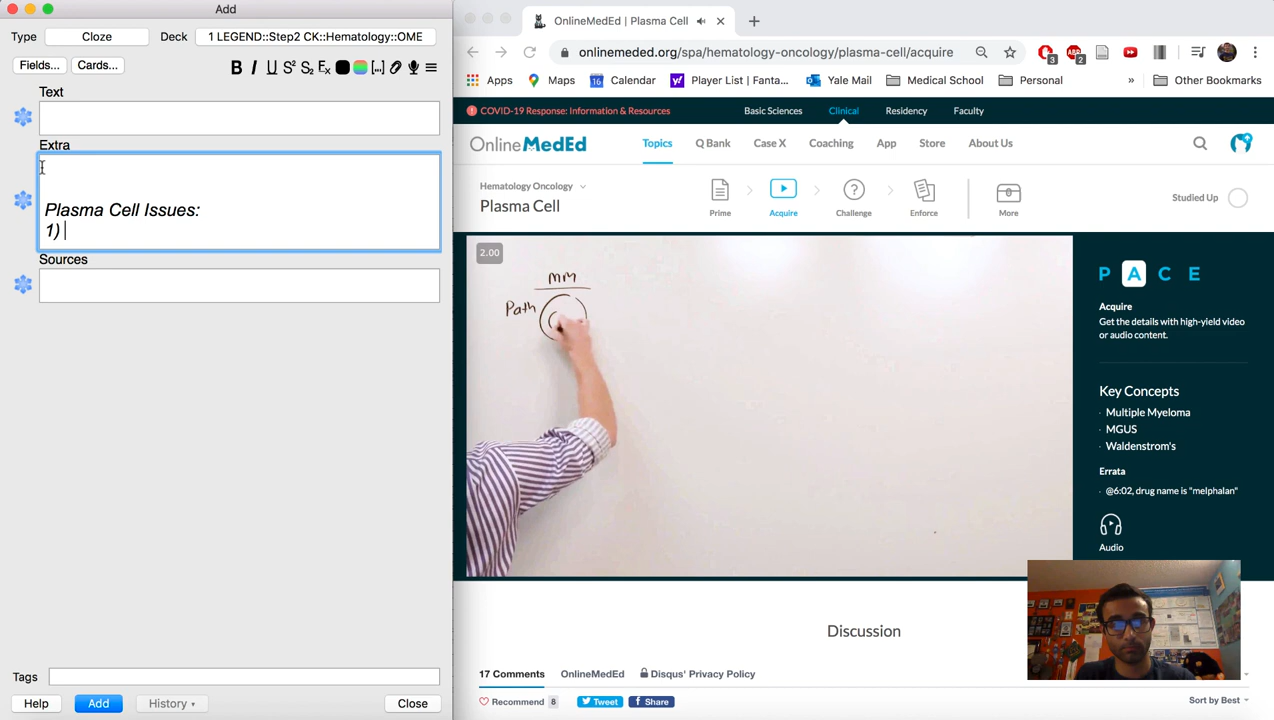 Add
Type
Cloze
Deck
1 LEGEND::Step2 CK::Hematology::OME
Fields...
Cards...
Text
Extra
Plasma Cell Issues:
1)
Sources
Tags
Help
Add
History
Close
OnlineMedEd | Plasma Cell
onlinemeded.org/spa/hematology-oncology/plasma-cell/acquire
3
2
Apps
Maps
16
Calendar
Player List | Fanta...
Yale Mail
Medical School
Personal
»
Other Bookmarks
COVID-19 Response: Information & Resources
Basic Sciences
Clinical
Residency
Faculty
OnlineMedEd
Topics
Q Bank
Case X
Coaching
App
Store
About Us
Hematology Oncology
Plasma Cell
Prime
Acquire
Challenge
Enforce
0
More
Studied Up
2.00
MM
Path
P A C E
Acquire
Get the details with high-yield video
or audio content.
Key Concepts
· Multiple Myeloma
· MGUS
· Waldenstrom's
Errata
· @6:02, drug name is "melphalan"
Audio
Discussion
17 Comments
OnlineMedEd
Disqus' Privacy Policy
Recommend 8
Tweet
f Share
Sort by Best